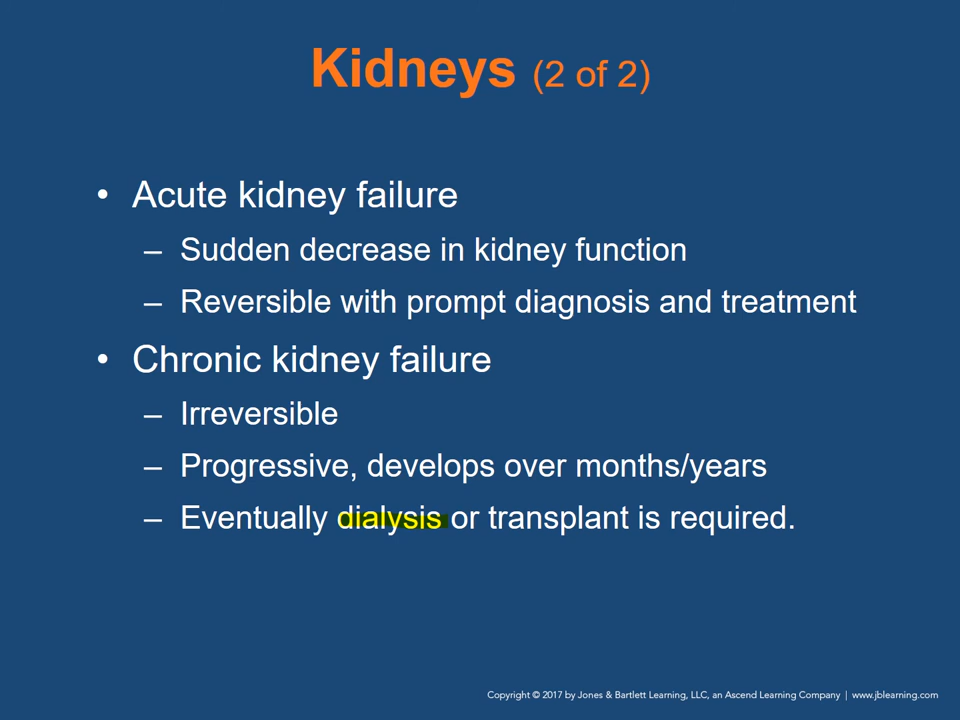 Kidneys (2 of 2)
• Acute kidney failure
– Sudden decrease in kidney function
– Reversible with prompt diagnosis and treatment
• Chronic kidney failure
– Irreversible
– Progressive, develops over months/years
– Eventually dialysis or transplant is required.
Copyright © 2017 by Jones & Bartlett Learning, LLC, an Ascend Learning Company | www.jblearning.com